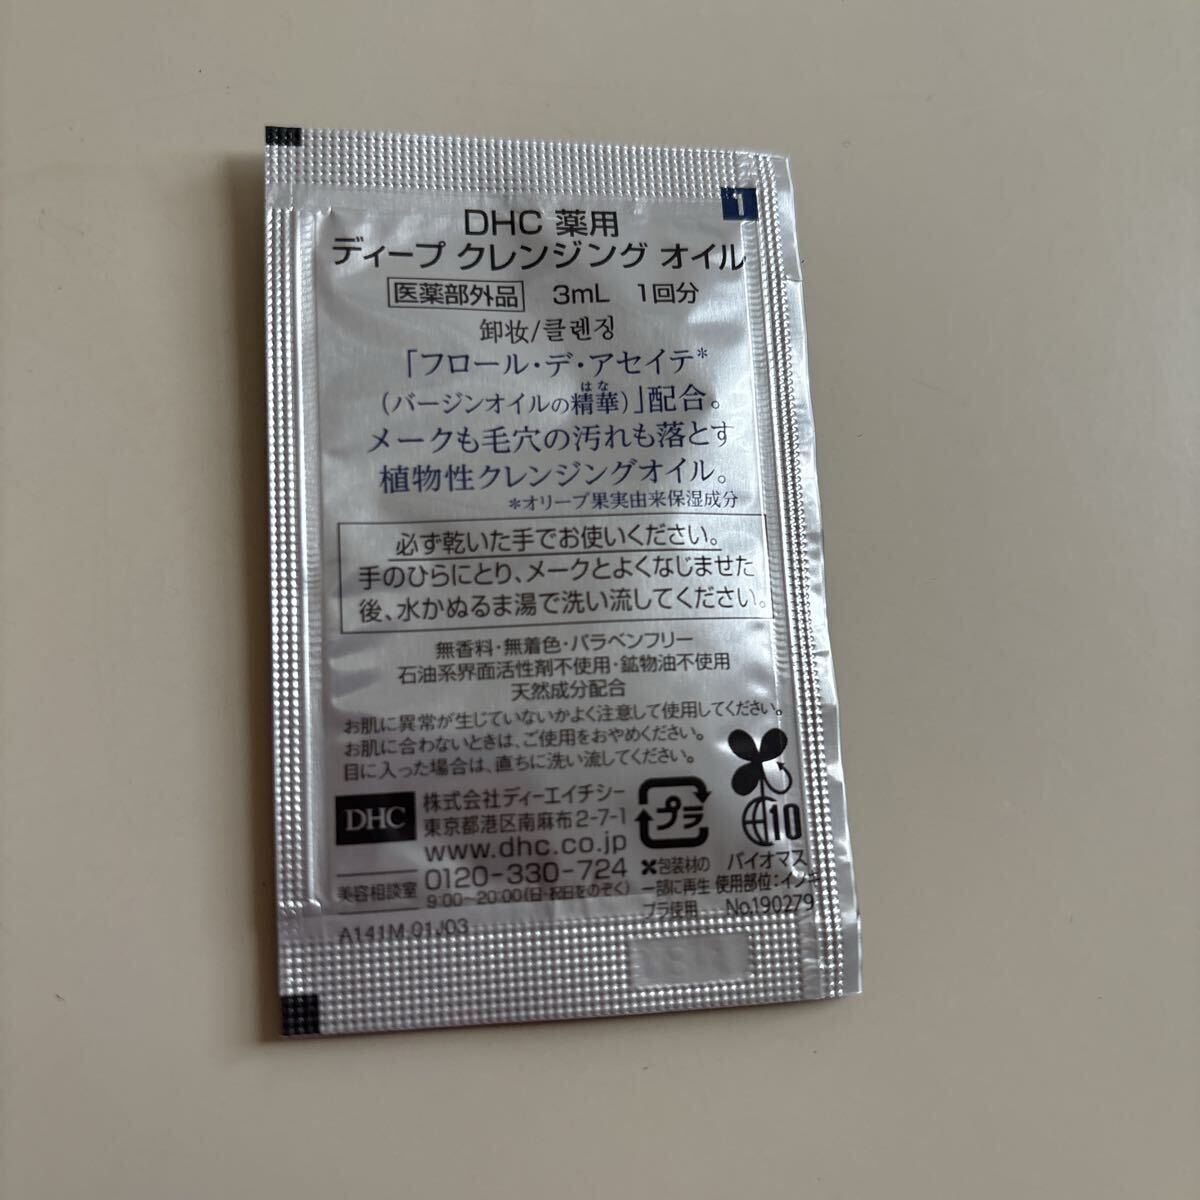 1
DHC 薬用
ディープ クレンジング オイル
医薬部外品 3mL 1回分
卸妆/클렌징
「フロール・デ・アセイテ*
はな
(バージンオイルの精華)」配合。
メークも毛穴の汚れも落とす
植物性クレンジングオイル。
*オリーブ果実由来保湿成分
必ず乾いた手でお使いください。
手のひらにとり、メークとよくなじませた
後、水かぬるま湯で洗い流してください。
無香料・無着色・パラベンフリー
石油系界面活性剤不使用・鉱物油不使用
天然成分配合
お肌に異常が生じていないかよく注意して使用してください。
お肌に合わないときは、ご使用をおやめください。
目に入った場合は、直ちに洗い流してください。
DHC
株式会社ディーエイチシー
東京都港区南麻布2-7-1
www.dhc.co.jp
美容相談室
0120-330-724
9:00~20:00(日・祝日をのぞく)
プラ
包装材の
一部に再生
プラ使用
10
バイオマス
使用部位:インキ
No.190279
A141M 01J03